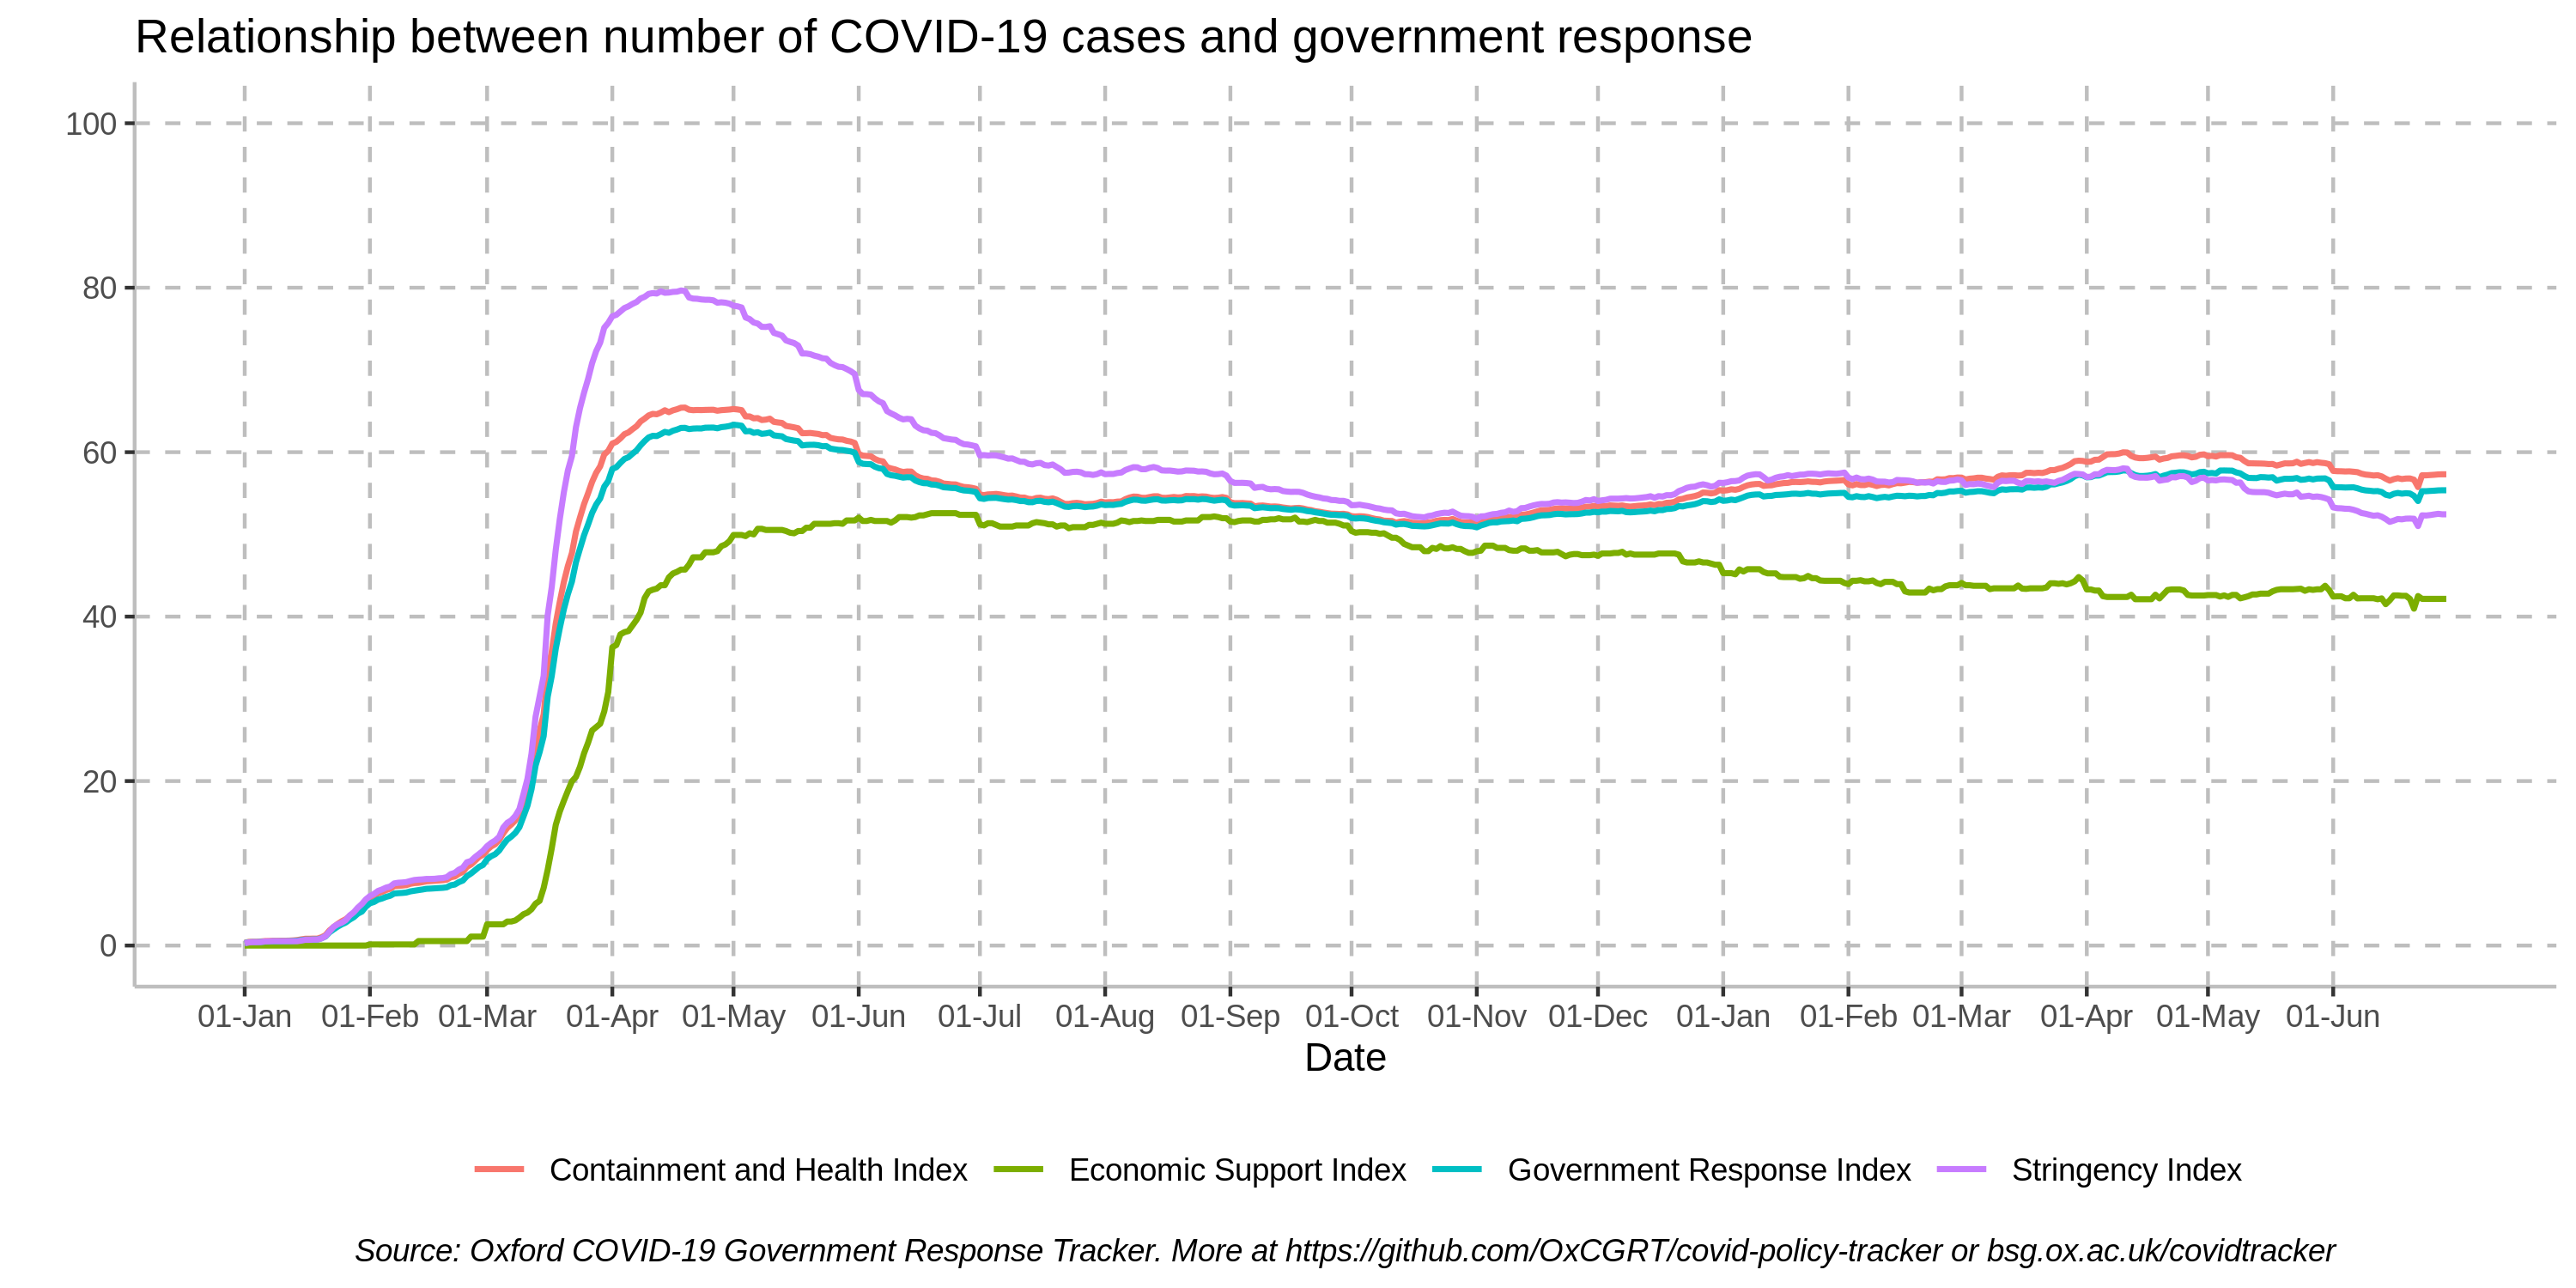 Relationship between number of COVID-19 cases and government response
100
80
60
40
20
0
01-Jan 01-Feb 01-Mar 01-Apr 01-May 01-Jun 01-Jul 01-Aug 01-Sep 01-Oct 01-Nov 01-Dec 01-Jan 01-Feb 01-Mar 01-Apr 01-May 01-Jun
Date
Containment and Health Index Economic Support Index Government Response Index Stringency Index
Source: Oxford COVID-19 Government Response Tracker. More at https://github.com/OxCGRT/covid-policy-tracker or bsg.ox.ac.uk/covidtracker